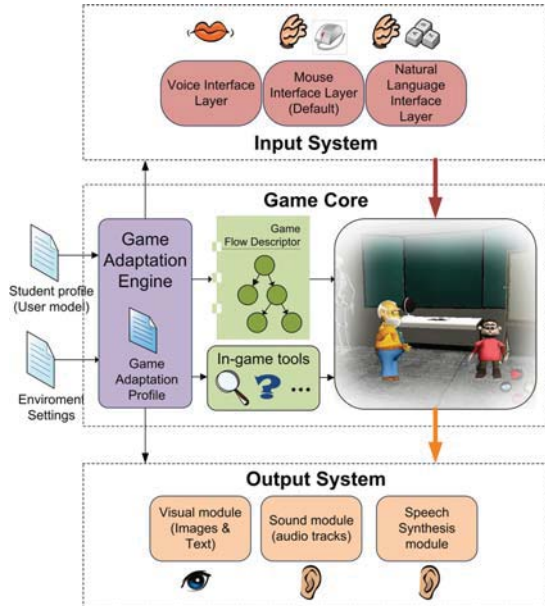 Voice Interface
Layer
Mouse
Interface Layer
(Default)
Natural
Language
Interface
Layer
Input System
Game Core
Game
Adaptation
Engine
Game
Flow Descriptor
Student profile
(User model)
Game
Adaptation
Profile
In-game tools
? ...
Enviroment
Settings
Output System
Visual module
(Images &
Text)
Sound module
(audio tracks)
Speech
Synthesis
module